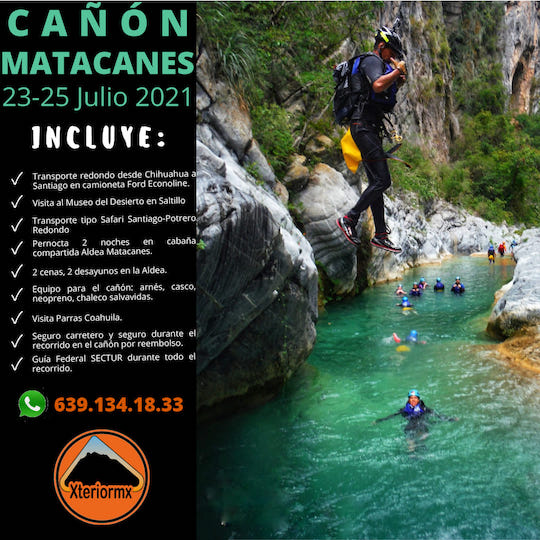 CAÑÓN
MATACANES
23-25 Julio 2021
INCLUYE:
Transporte redondo desde Chihuahua a
Santiago en camioneta Ford Econoline.
Visita al Museo del Desierto en Saltillo
Transporte tipo Safari Santiago-Potrero
Redondo
Pernocta 2 noches en cabaña
compartida Aldea Matacanes.
2 cenas, 2 desayunos en la Aldea.
Equipo para el cañón: arnés, casco,
neopreno, chaleco salvavidas.
Visita Parras Coahuila.
Seguro carretero y seguro durante el
recorrido en el cañón por reembolso.
Guía Federal SECTUR durante todo el
recorrido.
639.134.18.33
Xteriormx